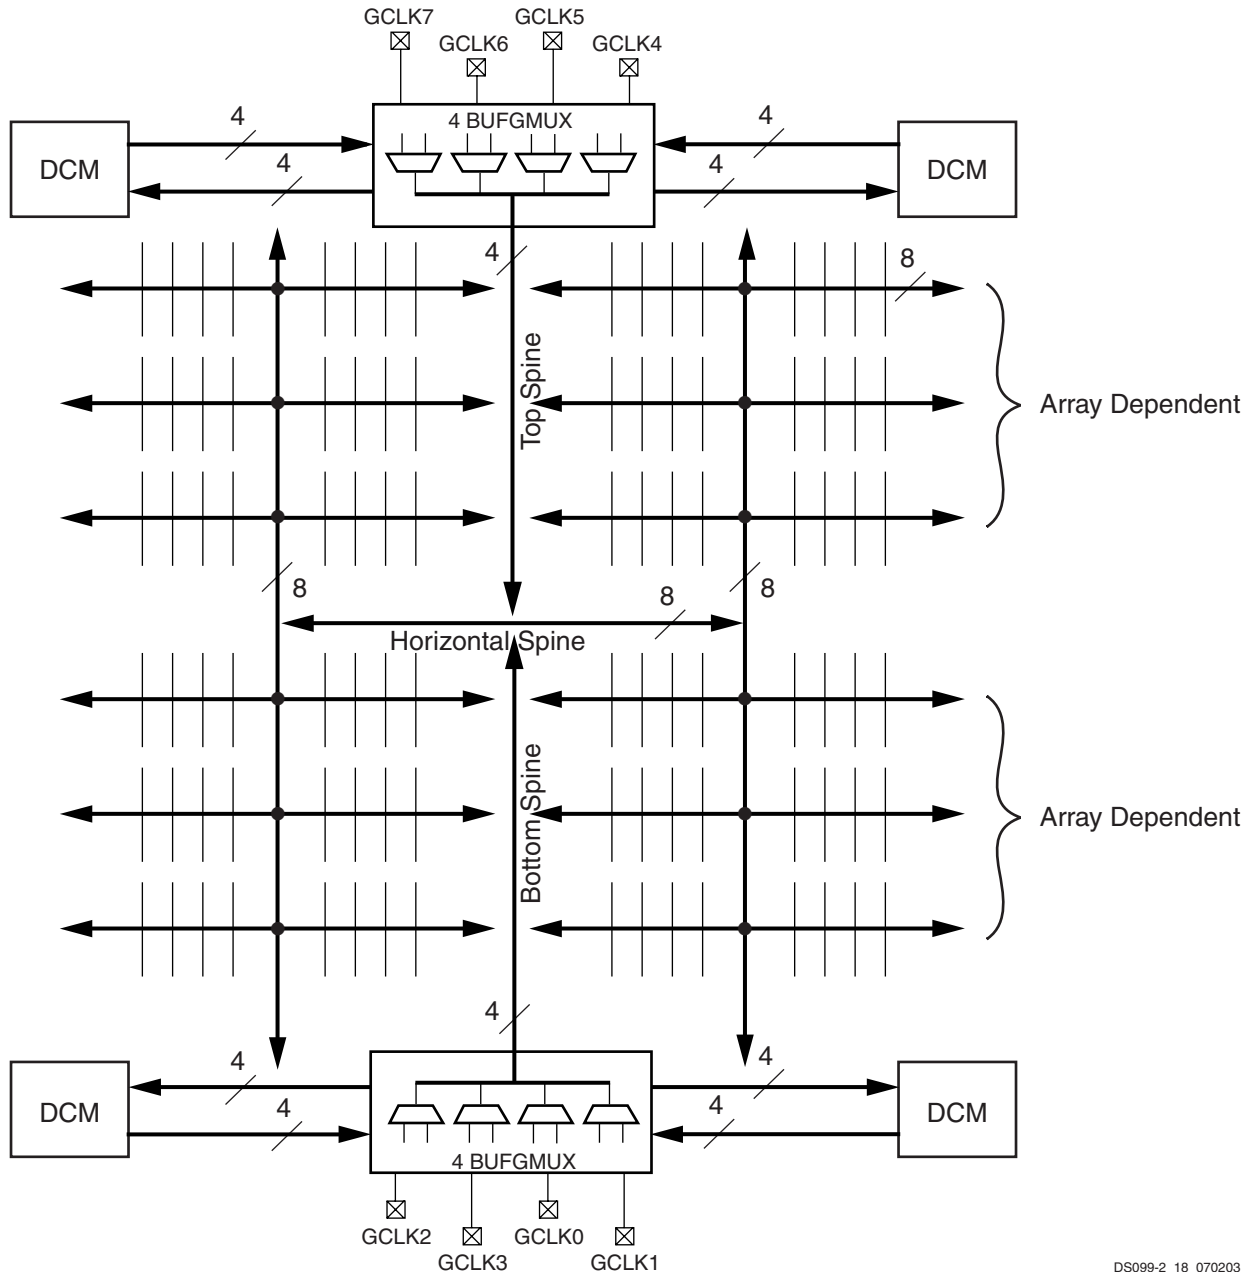 GCLK7
GCLK5
GCLK6
GCLK4
4
4 BUFGMUX
4
DCM
DCM
4
4
4
8
Top Spine
Array Dependent
8
8
8
Horizontal Spine
Bottom Spine
Array Dependent
4
4
4
DCM
DCM
4
4
4 BUFGMUX
GCLK2
GCLK0
GCLK3
GCLK1
DS099-2_18_070203